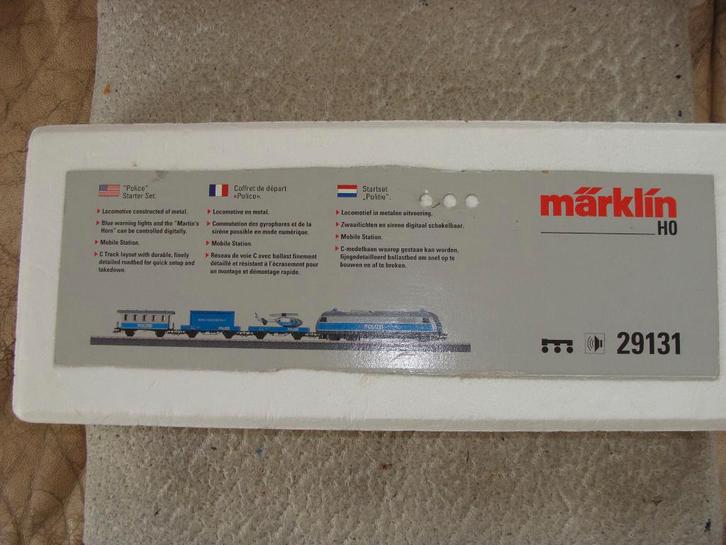 "Police"
Starter Set.
Locomotive constructed of metal.
Blue warning lights and the "Martin's
Horn" can be controlled digitally.
Mobile Station.
C Track layout with durable, finely
detailed roadbed for quick setup and
takedown.
Coffret de départ
«Police».
Locomotive en metal.
Commutation des gyrophares et de la
sirène possible en mode numérique.
Mobile Station.
Réseau de voie C avec ballast finement
détaillé et résistant à l'écrasement pour
un montage et démontage rapide.
Startset
„Politie".
Locomotief in metalen uitvoering.
Zwaailichten en sirene digitaal schakelbaar.
Mobile Station.
C-modelbaan waarop gestaan kan worden,
fijngedetailleerd ballastbed om snel op te
bouwen en af te breken.
märklin
HO
POLIZEI
POLIZEI
29131